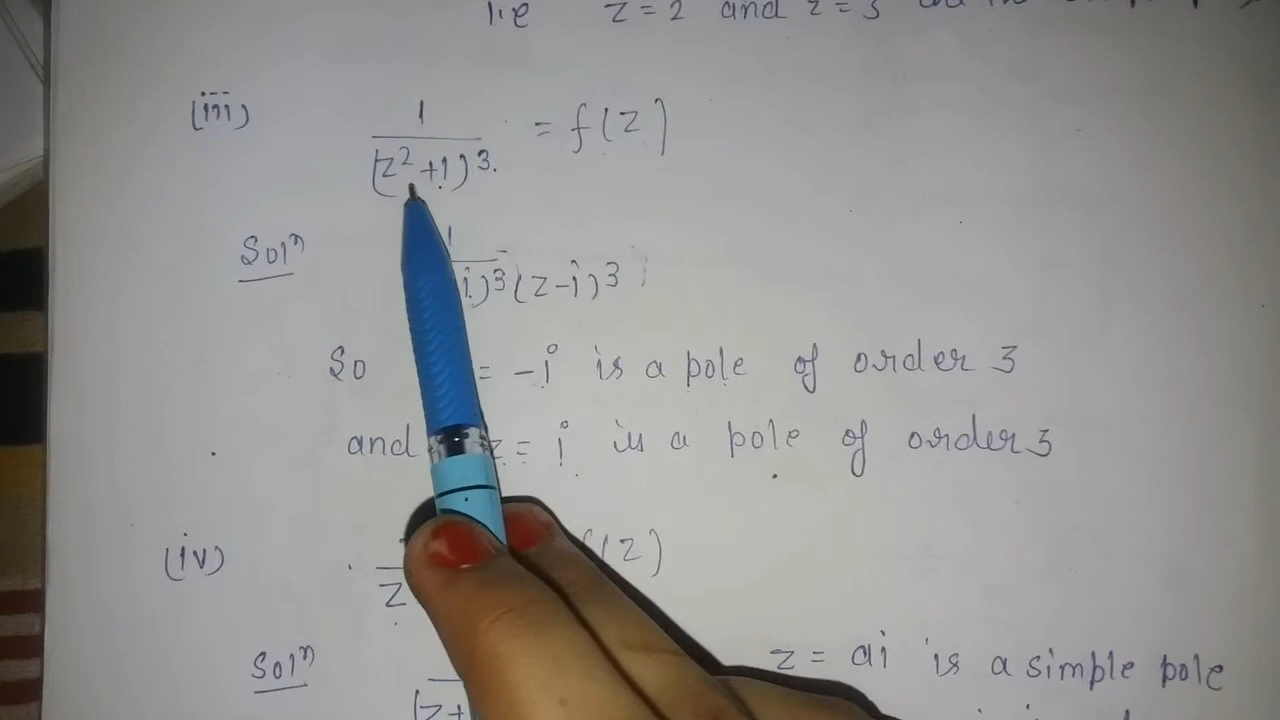 i.e z = 2 and z = 3
(iii) 1/(z²+1)³ = f(z)
Solⁿ 1/ i)³ (z-i)³
So = -i is a pole of order 3
and z = i is a pole of order 3
(iv) z f(z)
Solⁿ (z+ z = ai is a simple pole